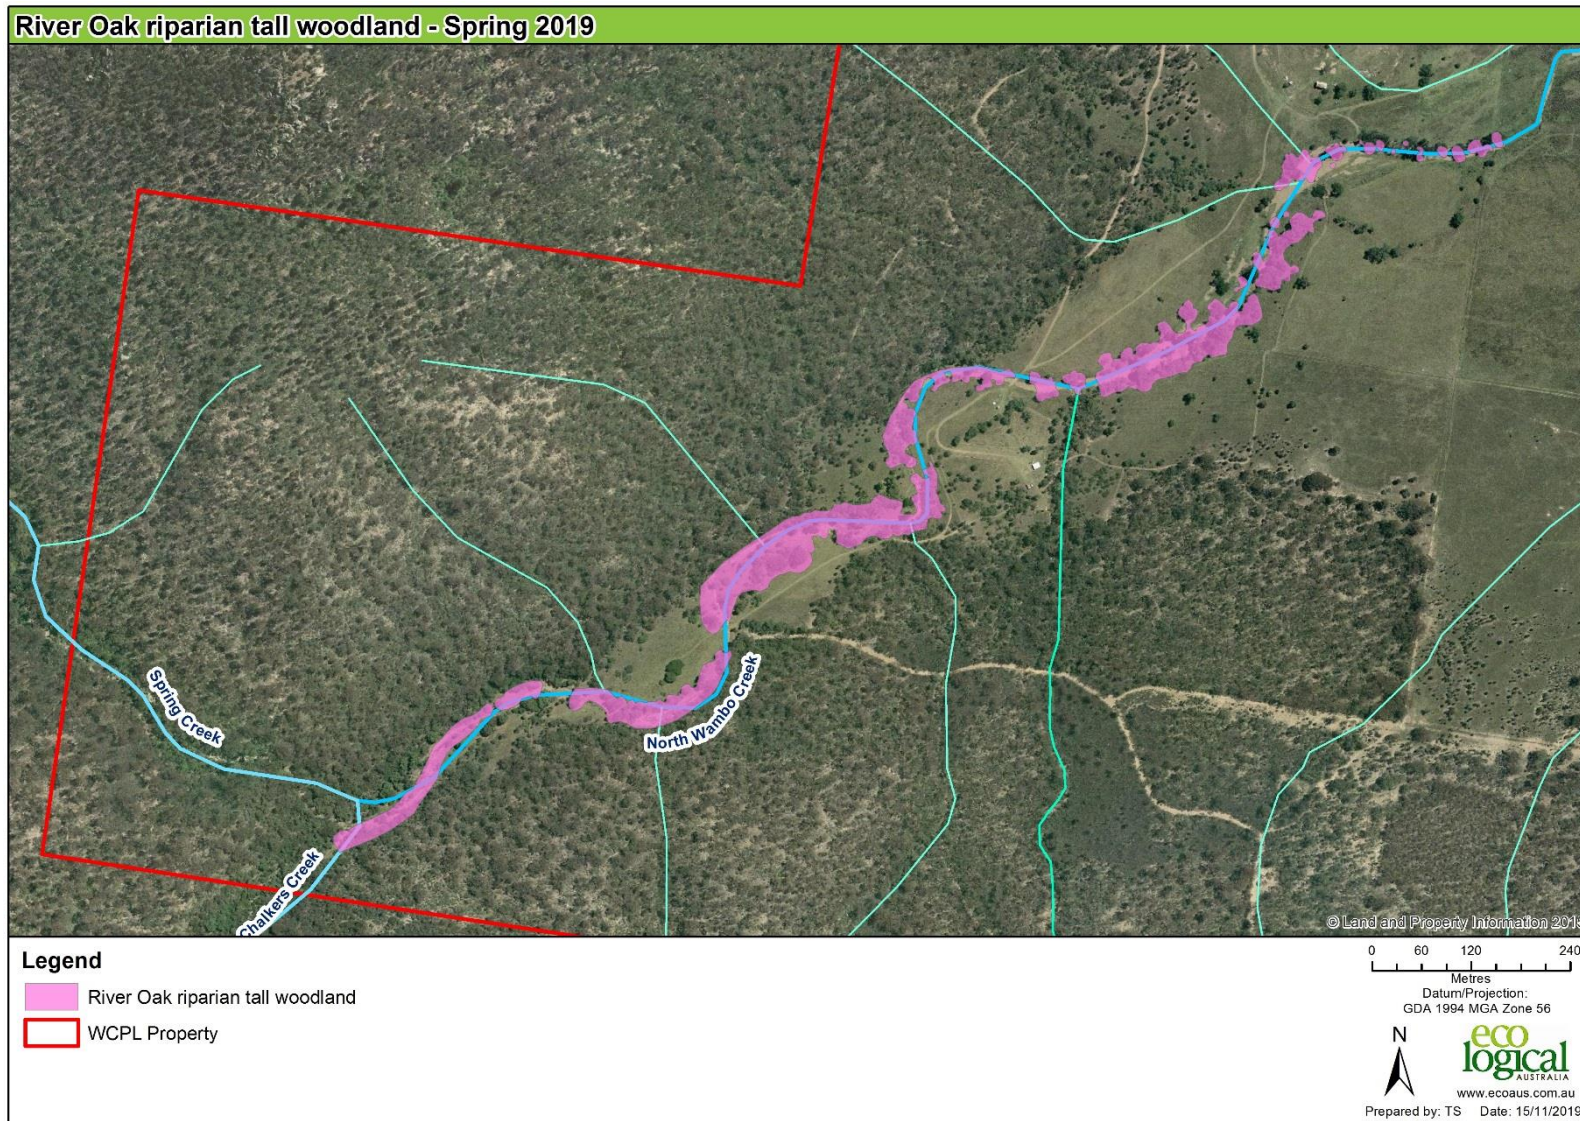 River Oak riparian tall woodland - Spring 2019
Spring Creek
North Wambo Creek
Chalkers Creek
© Land and Property Information
Legend
River Oak riparian tall woodland
WCPL Property
0 60 120 240
Metres
Datum/Projection:
GDA 1994 MGA Zone 56
N
eco
logical
AUSTRALIA
www.ecoaus.com.au
Prepared by: TS Date: 15/11/2019